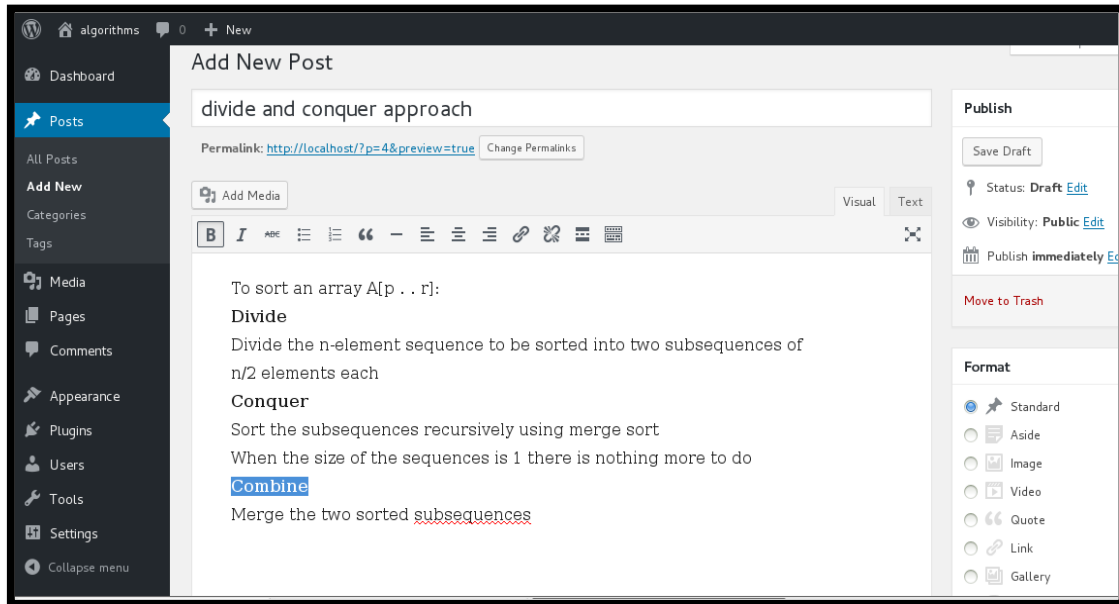 algorithms 0 + New
Dashboard
Posts
All Posts
Add New
Categories
Tags
Media
Pages
Comments
Appearance
Plugins
Users
Tools
Settings
Collapse menu
Add New Post
divide and conquer approach
Permalink: http://localhost/?p=4&preview=true Change Permalinks
Add Media
Visual Text
B I ABC
To sort an array A[p . . r]:
Divide
Divide the n-element sequence to be sorted into two subsequences of
n/2 elements each
Conquer
Sort the subsequences recursively using merge sort
When the size of the sequences is 1 there is nothing more to do
Combine
Merge the two sorted subsequences
Publish
Save Draft
Status: Draft Edit
Visibility: Public Edit
Publish immediately
Move to Trash
Format
Standard
Aside
Image
Video
Quote
Link
Gallery